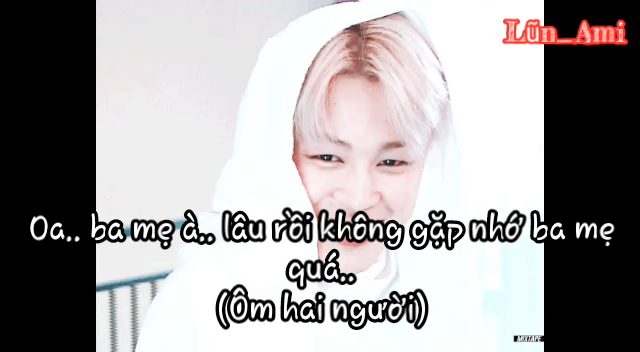 Lũn_Ami
Oa.. ba mẹ à.. lâu rồi không gặp nhớ ba mẹ
quá..
(Ôm hai người)
MIXTAPE